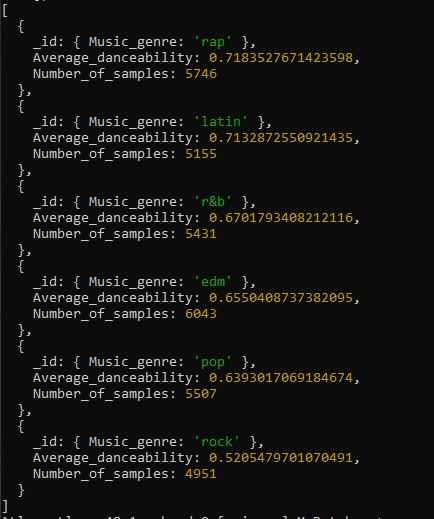 [
  {
    _id: { Music_genre: 'rap' },
    Average_danceability: 0.7183527671423598,
    Number_of_samples: 5746
  },
  {
    _id: { Music_genre: 'latin' },
    Average_danceability: 0.7132872550921435,
    Number_of_samples: 5155
  },
  {
    _id: { Music_genre: 'r&b' },
    Average_danceability: 0.6701793408212116,
    Number_of_samples: 5431
  },
  {
    _id: { Music_genre: 'edm' },
    Average_danceability: 0.6550408737382095,
    Number_of_samples: 6043
  },
  {
    _id: { Music_genre: 'pop' },
    Average_danceability: 0.6393017069184674,
    Number_of_samples: 5507
  },
  {
    _id: { Music_genre: 'rock' },
    Average_danceability: 0.5205479701070491,
    Number_of_samples: 4951
  }
]